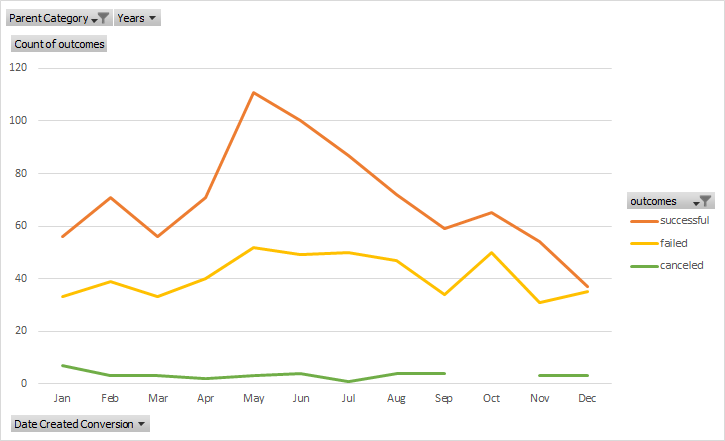 Parent Category Years
Count of outcomes
120
100
80
60
40
20
0
Jan Feb Mar Apr May Jun Jul Aug Sep Oct Nov Dec
outcomes
successful
failed
canceled
Date Created Conversion